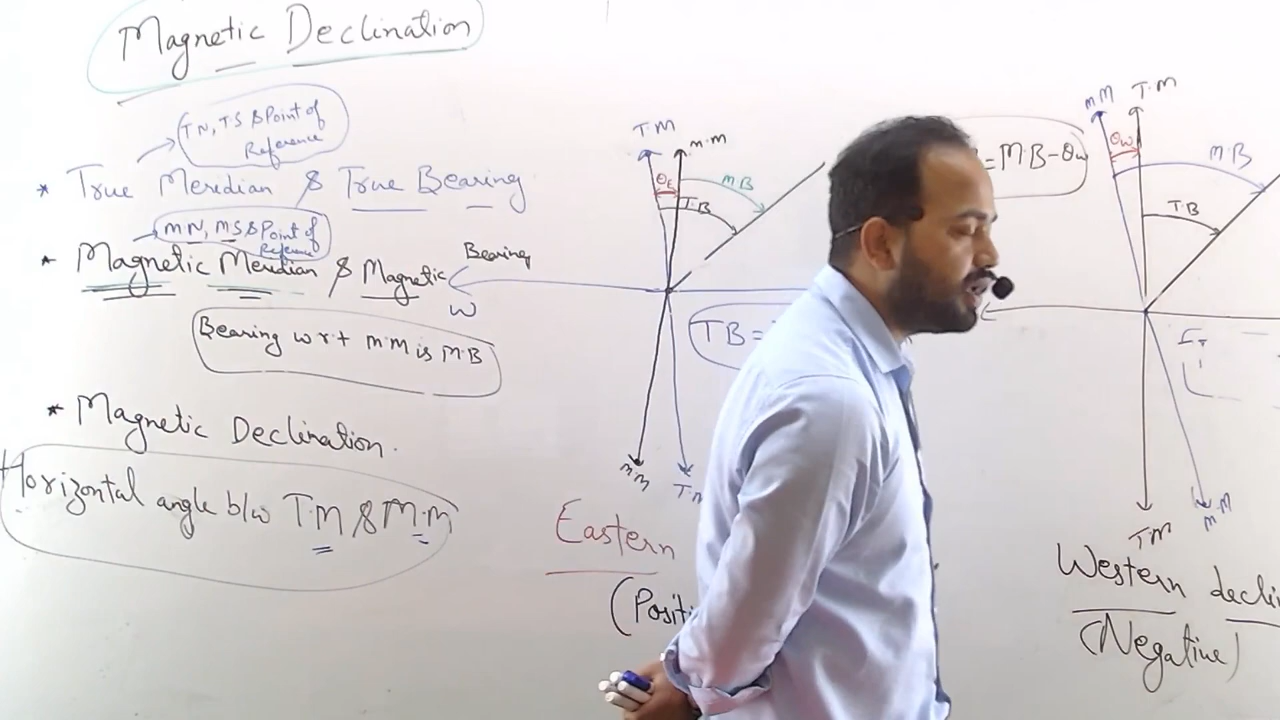 Magnetic Declination
TN, TS & Point of
Reference
* True Meridian & True Bearing
MN, MS & Point of
Reference
* Magnetic Meridian & Magnetic
Bearing
W
Bearing w r t M.M is M.B
* Magnetic Declination.
Horizontal angle b/w T.M & M.M
T.M
M.M
θE
M.B
T.B
TB =
M.M
T.M
Eastern
(Positi
= M.B - θw
M.M
T.M
θw
M.B
T.B
T.M
M.M
Western decli
(Negative)